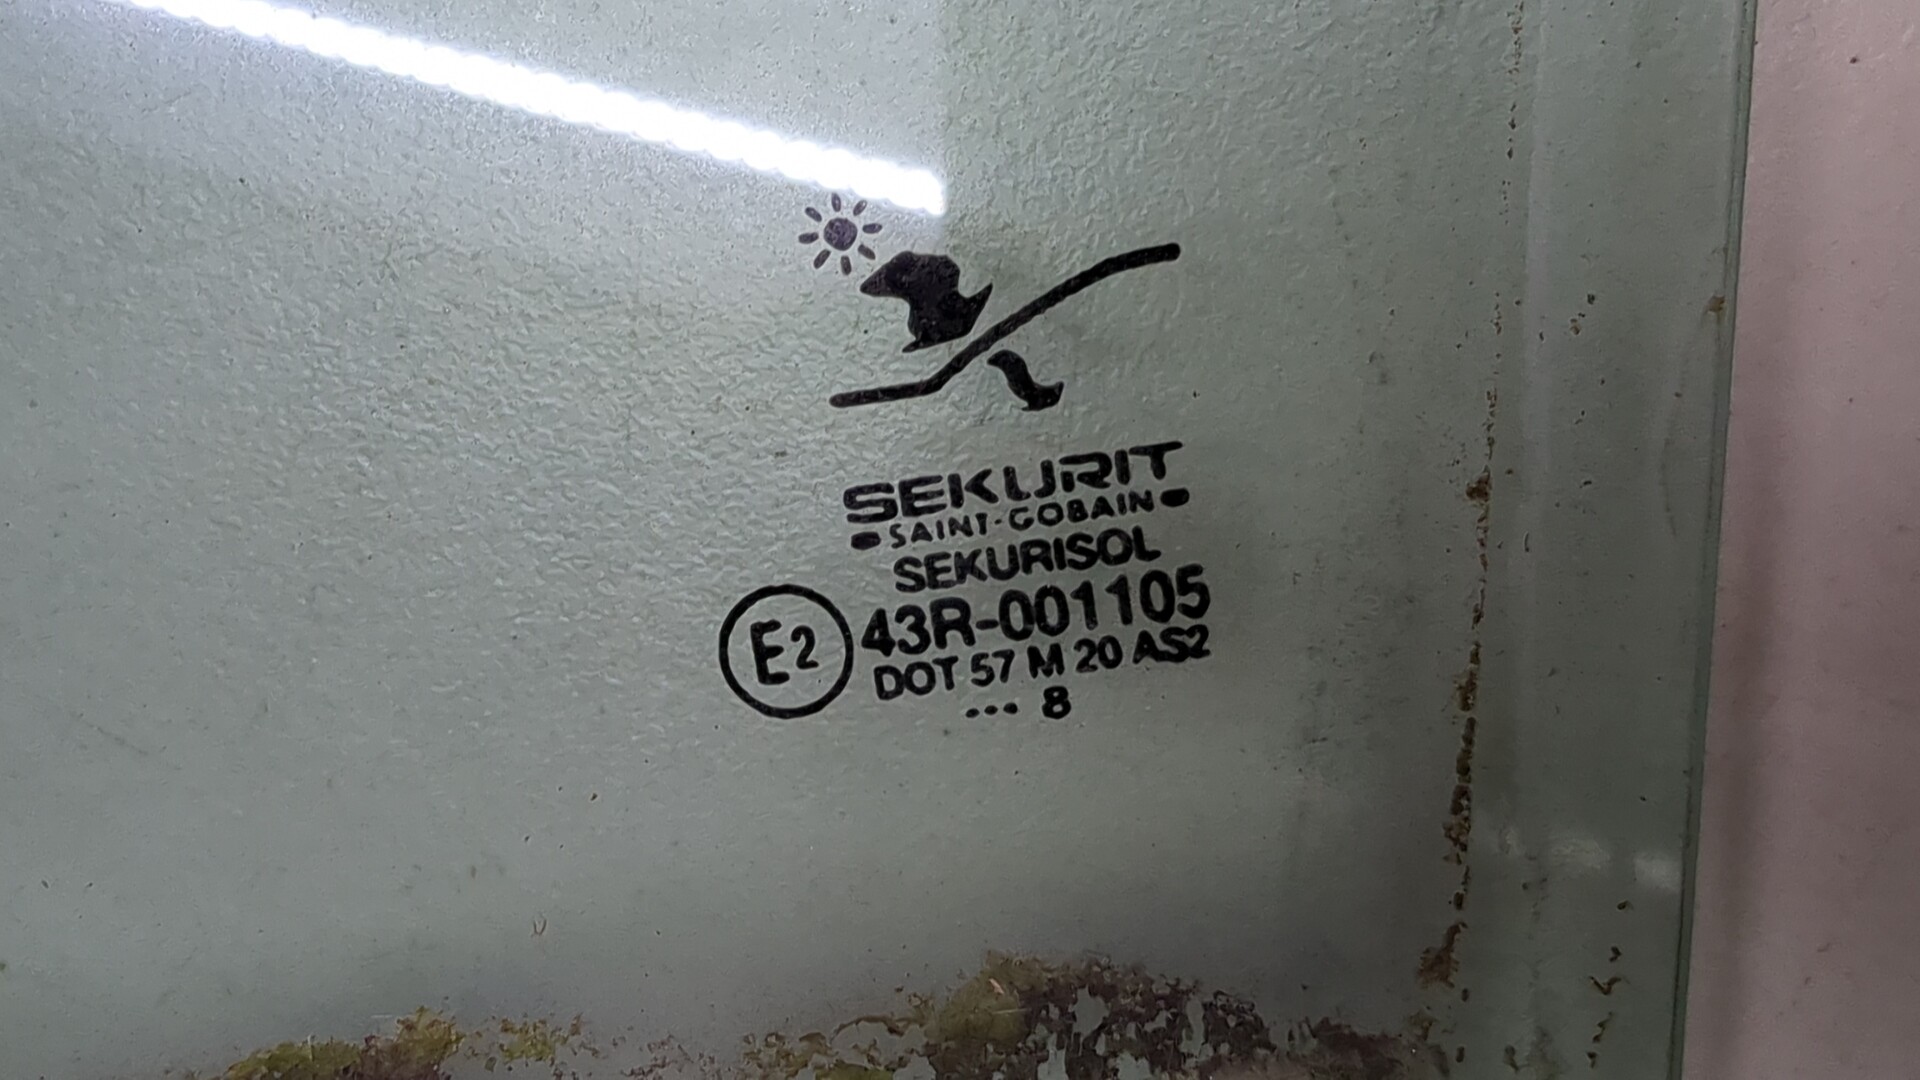 SEKURIT
SAINT-GOBAIN
SEKURISOL
E2 43R-001105
DOT 57 M 20 AS2
... 8